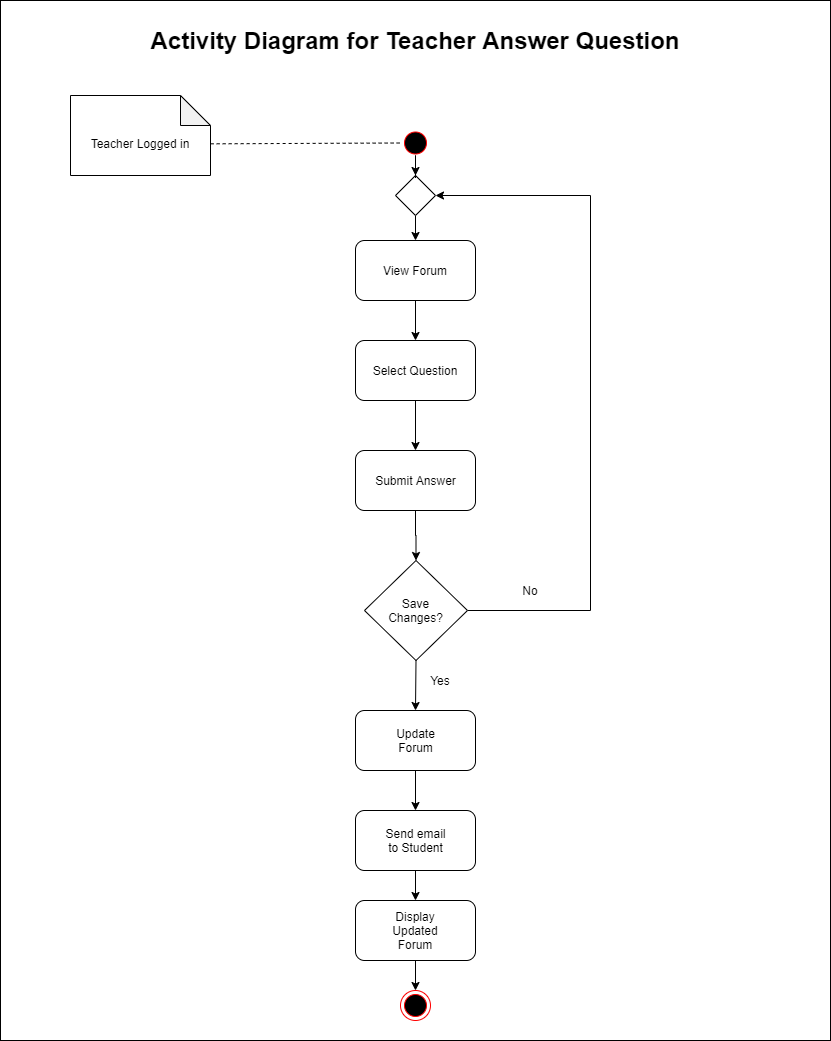 Activity Diagram for Teacher Answer Question
Teacher Logged in
View Forum
Select Question
Submit Answer
Save
Changes?
No
Yes
Update
Forum
Send email
to Student
Display
Updated
Forum